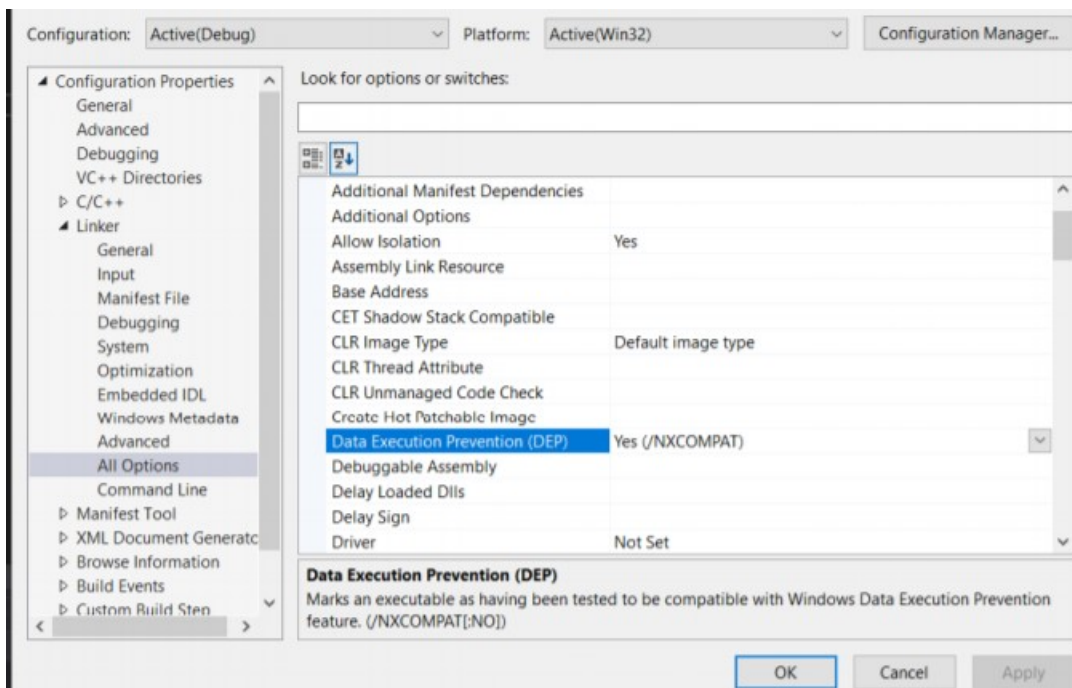 Configuration: Active(Debug) Platform: Active(Win32) Configuration Manager...
Configuration Properties
General
Advanced
Debugging
VC++ Directories
C/C++
Linker
General
Input
Manifest File
Debugging
System
Optimization
Embedded IDL
Windows Metadata
Advanced
All Options
Command Line
Manifest Tool
XML Document Generatc
Browse Information
Build Events
Custom Build Step
Look for options or switches:
Additional Manifest Dependencies
Additional Options
Allow Isolation Yes
Assembly Link Resource
Base Address
CET Shadow Stack Compatible
CLR Image Type Default image type
CLR Thread Attribute
CLR Unmanaged Code Check
Create Hot Patchable Image
Data Execution Prevention (DEP) Yes (/NXCOMPAT)
Debuggable Assembly
Delay Loaded Dlls
Delay Sign
Driver Not Set
Data Execution Prevention (DEP)
Marks an executable as having been tested to be compatible with Windows Data Execution Prevention
feature. (/NXCOMPAT[:NO])
OK Cancel Apply